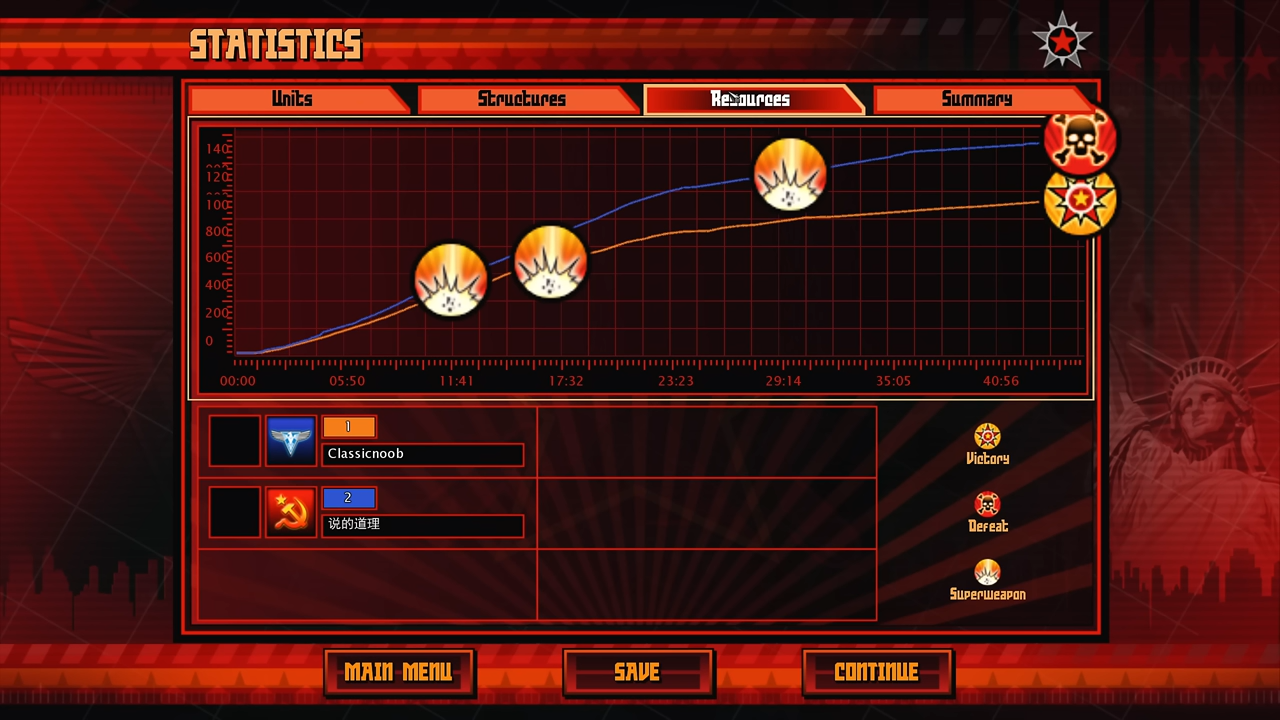 STATISTICS
Units
Structures
Resources
Summary
140
120
100
800
600
400
200
0
00:00
05:50
11:41
17:32
23:23
29:14
35:05
40:56
1
Classicnoob
2
说的道理
Victory
Defeat
Superweapon
MAIN MENU
SAVE
CONTINUE